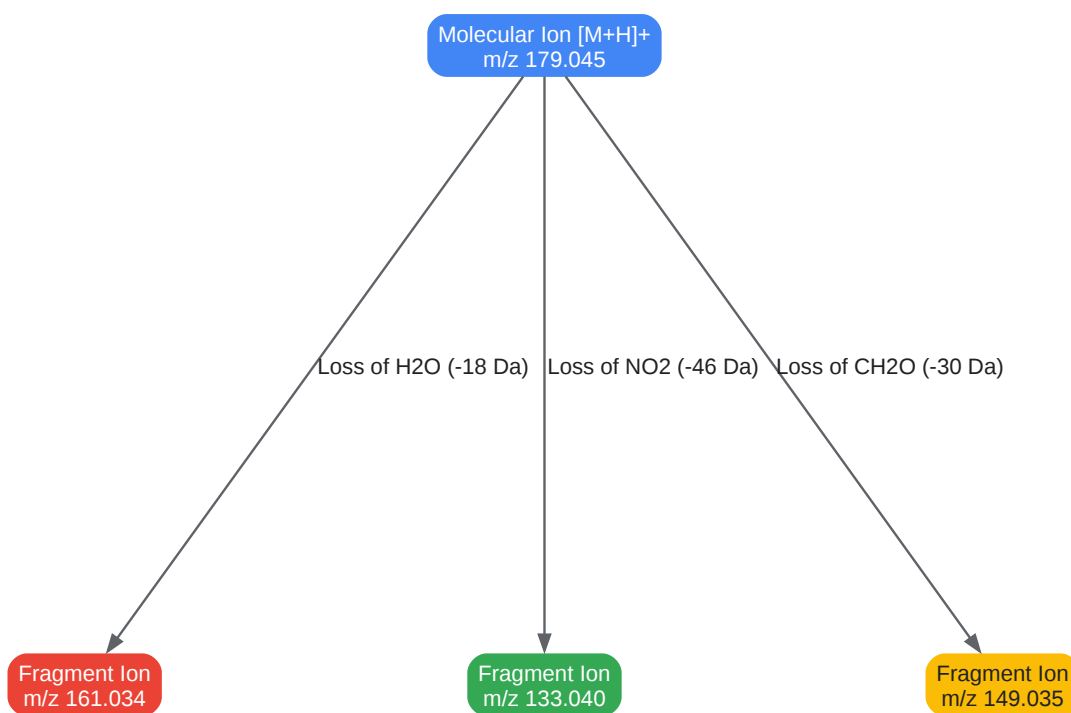 Molecular Ion [M+H]+
m/z 179.045
Loss of H2O (-18 Da)
Loss of NO2 (-46 Da)
Loss of CH2O (-30 Da)
Fragment Ion
m/z 161.034
Fragment Ion
m/z 133.040
Fragment Ion
m/z 149.035